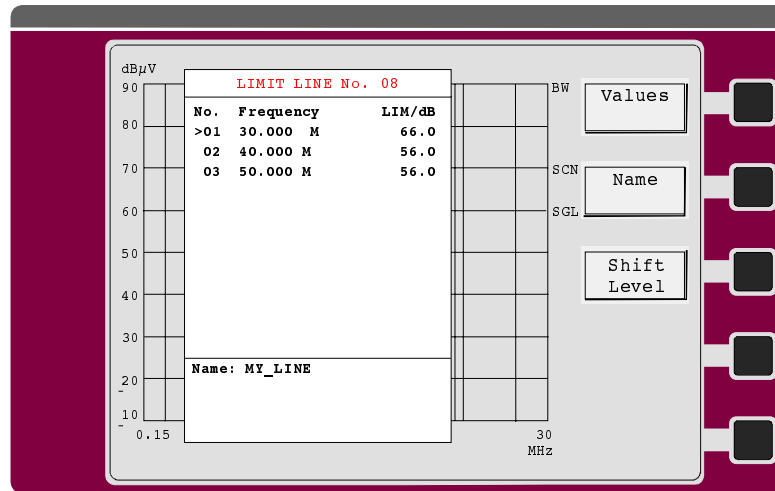 dBµV
LIMIT LINE No. 08
No. Frequency LIM/dB
>01 30.000 M 66.0
02 40.000 M 56.0
03 50.000 M 56.0
Name: MY_LINE
90
80
70
60
50
40
30
20
10
0.15
30
MHz
BW
SCN
SGL
Values
Name
Shift
Level